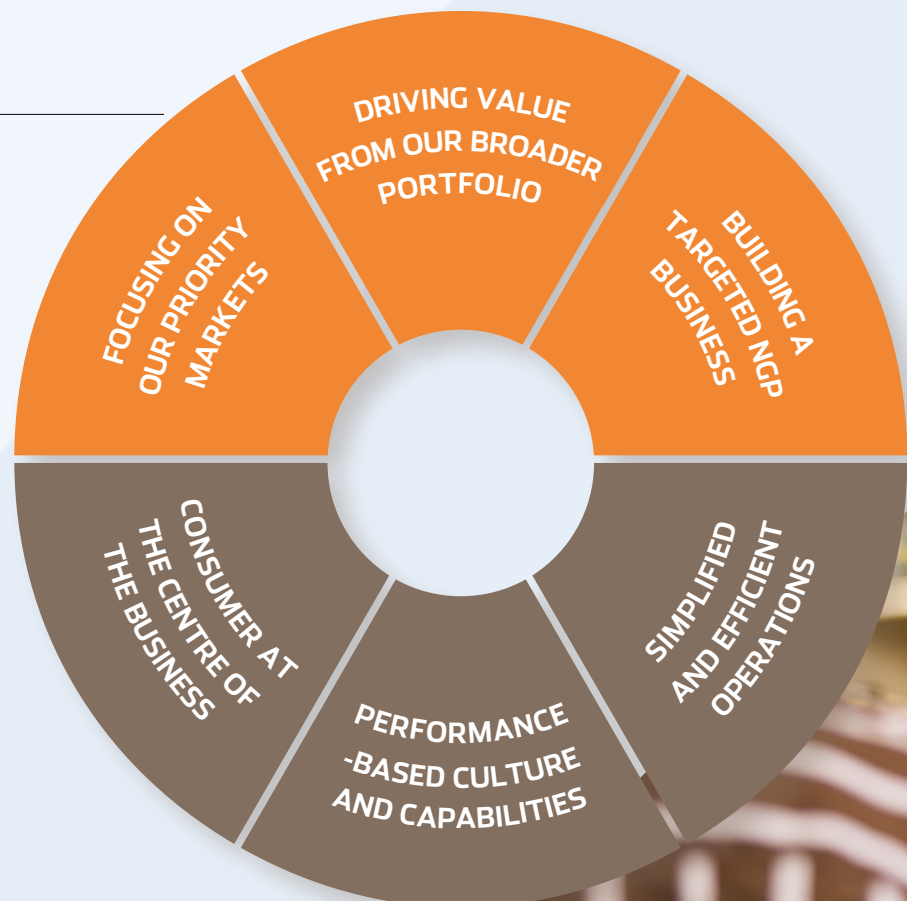 FOCUSING ON
OUR PRIORITY
MARKETS
DRIVING VALUE
FROM OUR BROADER
PORTFOLIO
BUILDING A
TARGETED NGP
BUSINESS
CONSUMER AT
THE CENTRE OF
THE BUSINESS
PERFORMANCE
-BASED CULTURE
AND CAPABILITIES
SIMPLIFIED
AND EFFICIENT
OPERATIONS